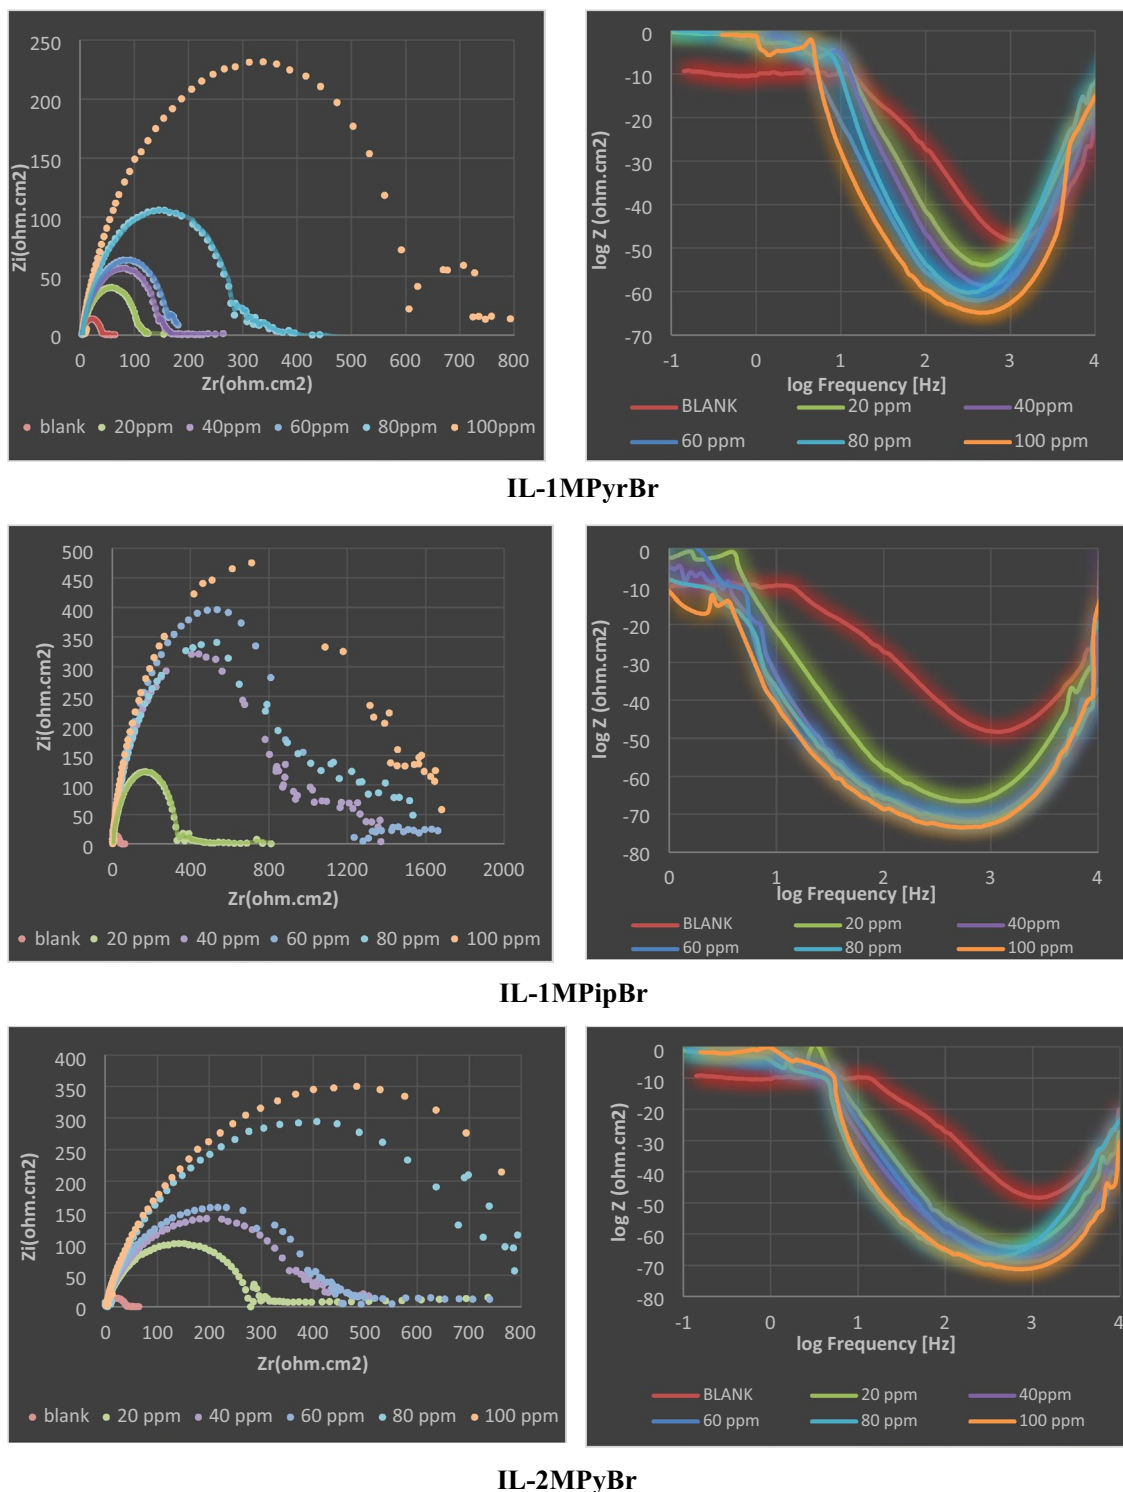 250
200
150
100
50
0
Zi(ohm.cm2)
0 100 200 300 400 500 600 700 800
Zr(ohm.cm2)
blank 20ppm 40ppm 60ppm 80ppm 100ppm
0
-10
-20
-30
-40
-50
-60
-70
log Z (ohm.cm2)
-1 0 1 2 3 4
log Frequency [Hz]
BLANK 20 ppm 40ppm
60 ppm 80 ppm 100 ppm
IL-1MPyrBr
500
450
400
350
300
250
200
150
100
50
0
Zi(ohm.cm2)
0 400 800 1200 1600 2000
Zr(ohm.cm2)
blank 20 ppm 40 ppm 60 ppm 80 ppm 100 ppm
0
-10
-20
-30
-40
-50
-60
-70
-80
log Z (ohm.cm2)
0 1 2 3 4
log Frequency [Hz]
BLANK 20 ppm 40ppm
60 ppm 80 ppm 100 ppm
IL-1MPipBr
400
350
300
250
200
150
100
50
0
Zi(ohm.cm2)
0 100 200 300 400 500 600 700 800
Zr(ohm.cm2)
blank 20 ppm 40 ppm 60 ppm 80 ppm 100 ppm
0
-10
-20
-30
-40
-50
-60
-70
-80
log Z (ohm.cm2)
-1 0 1 2 3 4
log Frequency [Hz]
BLANK 20 ppm 40ppm
60 ppm 80 ppm 100 ppm
IL-2MPyBr